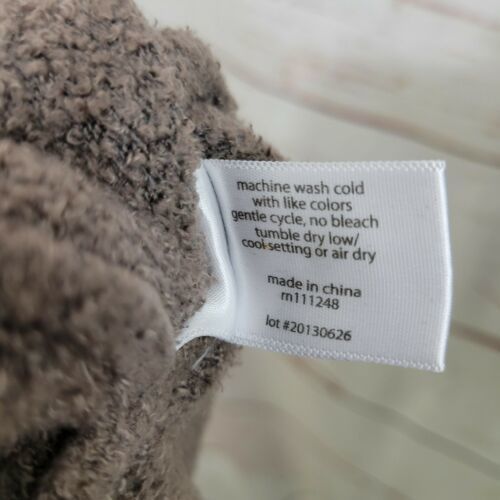 machine wash cold
with like colors
gentle cycle, no bleach
tumble dry low/
cool setting or air dry
made in china
rn111248
lot #20130626